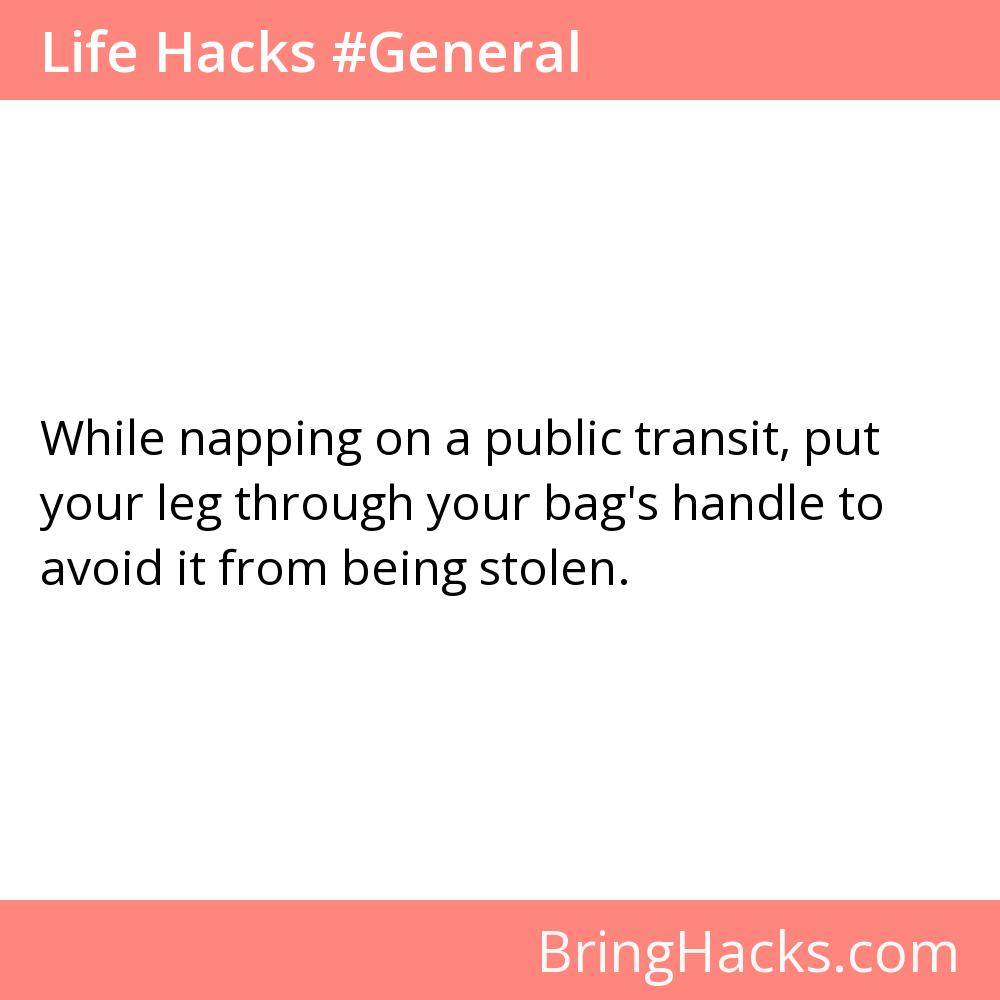 Life Hacks #General
While napping on a public transit, put
your leg through your bag's handle to
avoid it from being stolen.
BringHacks.com